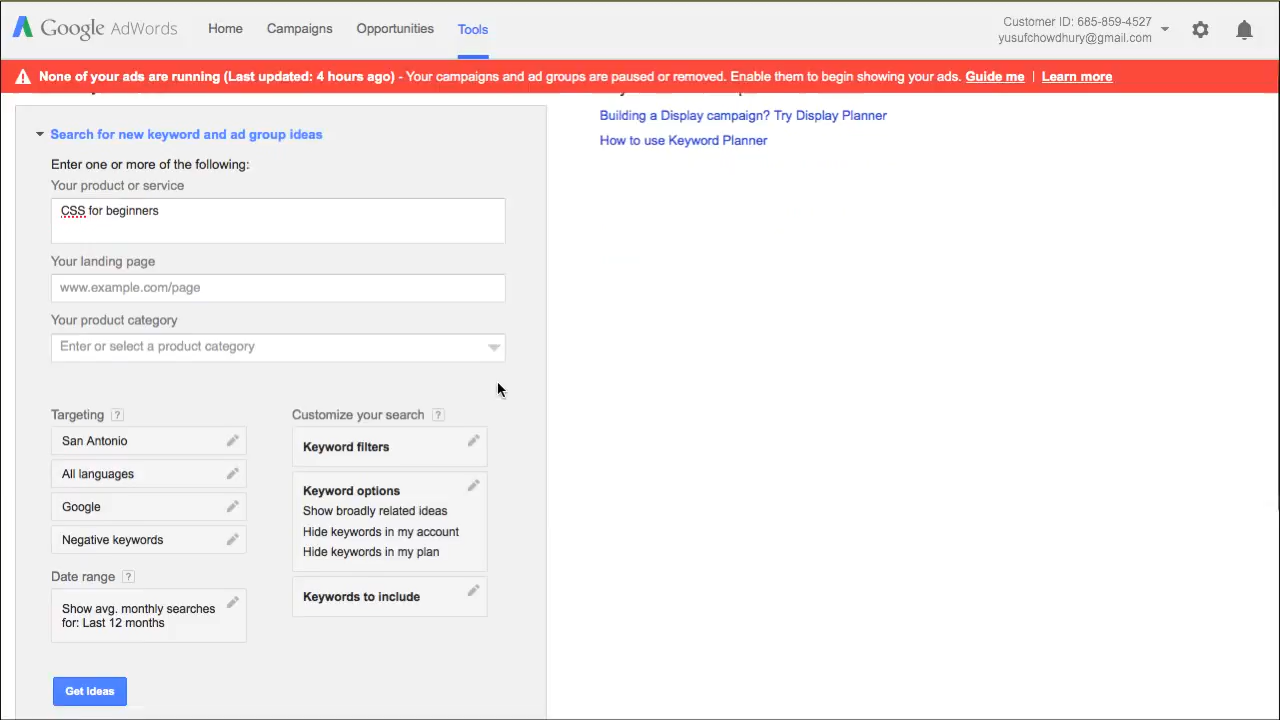 Google AdWords
Home
Campaigns
Opportunities
Tools
Customer ID: 685-859-4527
yusufchowdhury@gmail.com
None of your ads are running (Last updated: 4 hours ago) - Your campaigns and ad groups are paused or removed. Enable them to begin showing your ads. Guide me | Learn more
Search for new keyword and ad group ideas
Enter one or more of the following:
Your product or service
CSS for beginners
Your landing page
www.example.com/page
Your product category
Enter or select a product category
Targeting ?
San Antonio
All languages
Google
Negative keywords
Date range ?
Show avg. monthly searches
for: Last 12 months
Customize your search ?
Keyword filters
Keyword options
Show broadly related ideas
Hide keywords in my account
Hide keywords in my plan
Keywords to include
Get ideas
Building a Display campaign? Try Display Planner
How to use Keyword Planner